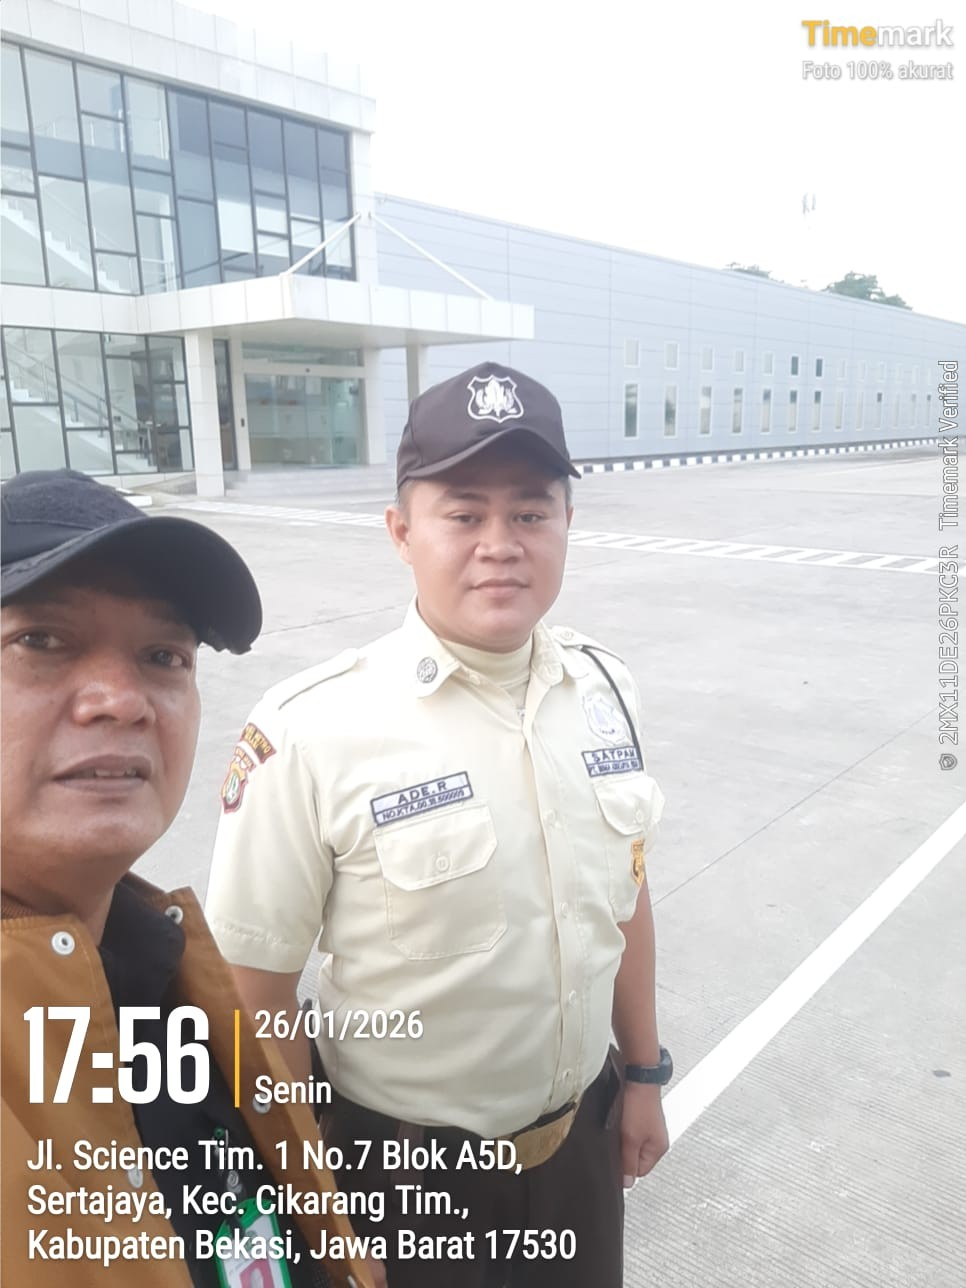 Timemark
Foto 100% akurat
2MX11DE26PKC3R Timemark Verified
SATPAM
ADE.R
17:56
26/01/2026
Senin
Jl. Science Tim. 1 No.7 Blok A5D,
Sertajaya, Kec. Cikarang Tim.,
Kabupaten Bekasi, Jawa Barat 17530